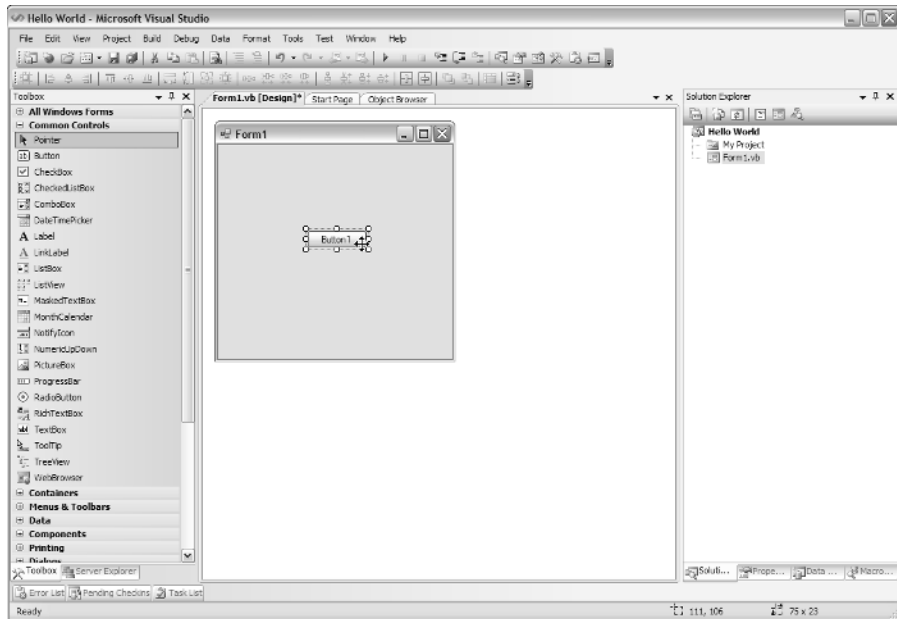 Hello World - Microsoft Visual Studio
File Edit View Project Build Debug Data Format Tools Test Window Help
Toolbox
All Windows Forms
Common Controls
Pointer
Button
CheckBox
CheckedListBox
ComboBox
DateTimePicker
Label
LinkLabel
ListBox
ListView
MaskedTextBox
MonthCalendar
NotifyIcon
NumericUpDown
PictureBox
ProgressBar
RadioButton
RichTextBox
TextBox
ToolTip
TreeView
WebBrowser
Containers
Menus & Toolbars
Data
Components
Printing
Dialogs
Toolbox Server Explorer
Form1.vb [Design]* Start Page Object Browser
Form1
Button1
Solution Explorer
Hello World
My Project
Form1.vb
Soluti... Prope... Data ... Macro...
Error List Pending Checkins Task List
Ready
111, 106
75 x 23